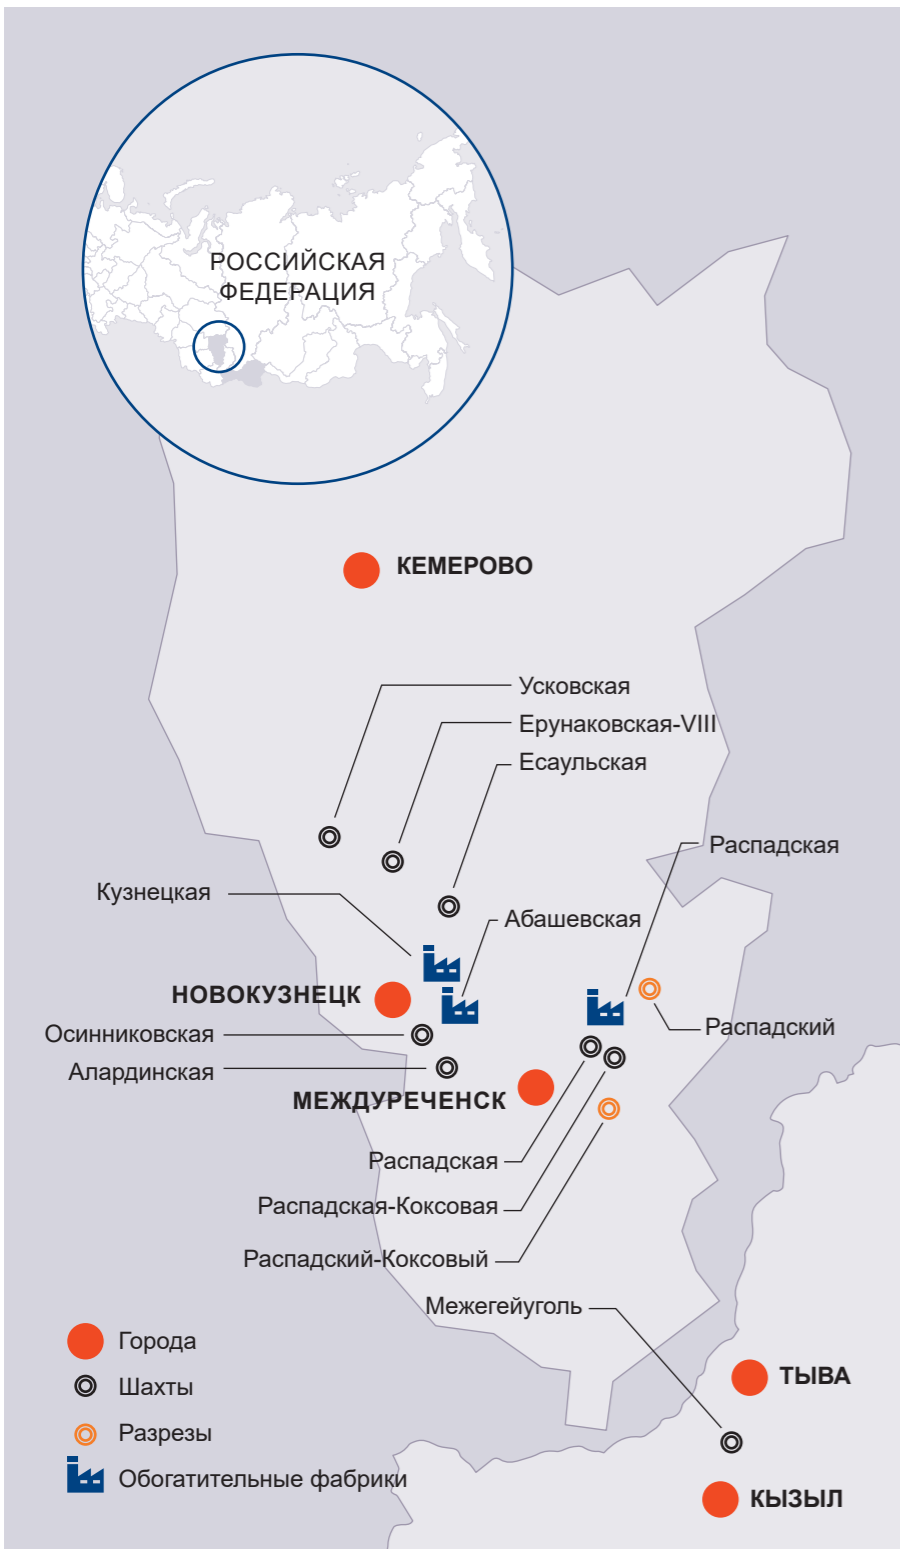 РОССИЙСКАЯ
ФЕДЕРАЦИЯ
КЕМЕРОВО
Усковская
Ерунаковская-VIII
Есаульская
Распадская
Кузнецкая
Абашевская
НОВОКУЗНЕЦК
Распадский
Осинниковская
Алардинская
МЕЖДУРЕЧЕНСК
Распадская
Распадская-Коксовая
Распадский-Коксовый
Межегейуголь
Города
ТЫВА
Шахты
Разрезы
Обогатительные фабрики
КЫЗЫЛ